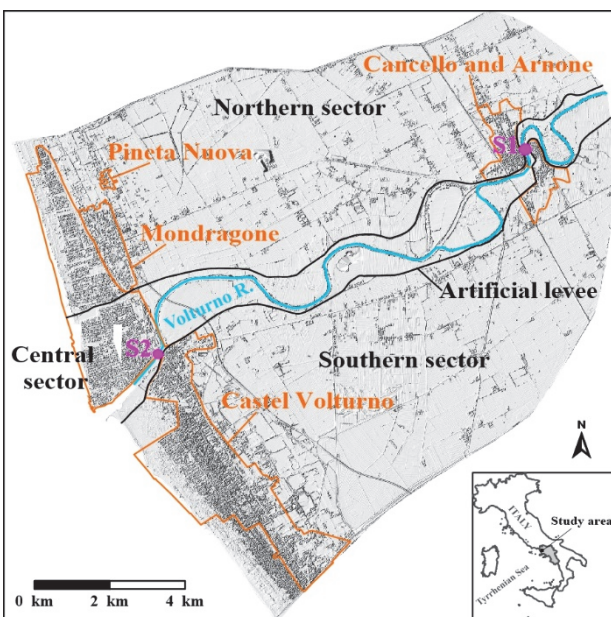 Cancello and Arnone
Northern sector
S1
Pineta Nuova
Mondragone
Volturno R.
Artificial levee
Central
sector
S2
Southern sector
Castel Volturno
N
ITALY
Study area
Tyrrhenian Sea
0 km 2 km 4 km